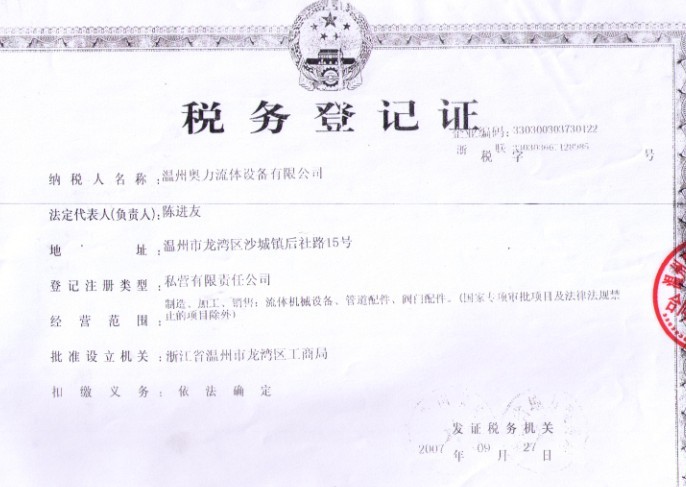 税务登记证
企业编码：330300303730122
浙 联
税 字 号
纳税人名称：温州奥力流体设备有限公司
法定代表人(负责人)：陈进友
地 址：温州市龙湾区沙城镇后社路15号
登记注册类型：私营有限责任公司
经营范围：制造、加工、销售：流体机械设备、管道配件、阀门配件。（国家专项审批项目及法律法规禁
止的项目除外）
批准设立机关：浙江省温州市龙湾区工商局
扣缴义务：依法确定
发证税务机关
2007 年 09 月 27 日